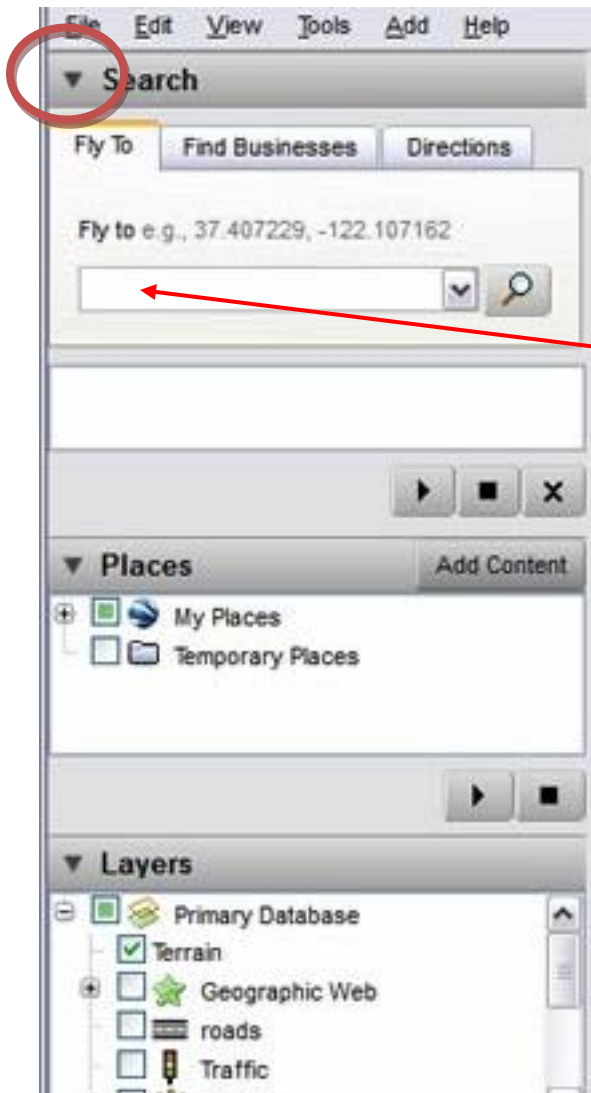 File Edit View Tools Add Help
Search
Fly To Find Businesses Directions
Fly to e.g., 37.407229, -122.107162
Places Add Content
My Places
Temporary Places
Layers
Primary Database
Terrain
Geographic Web
roads
Traffic